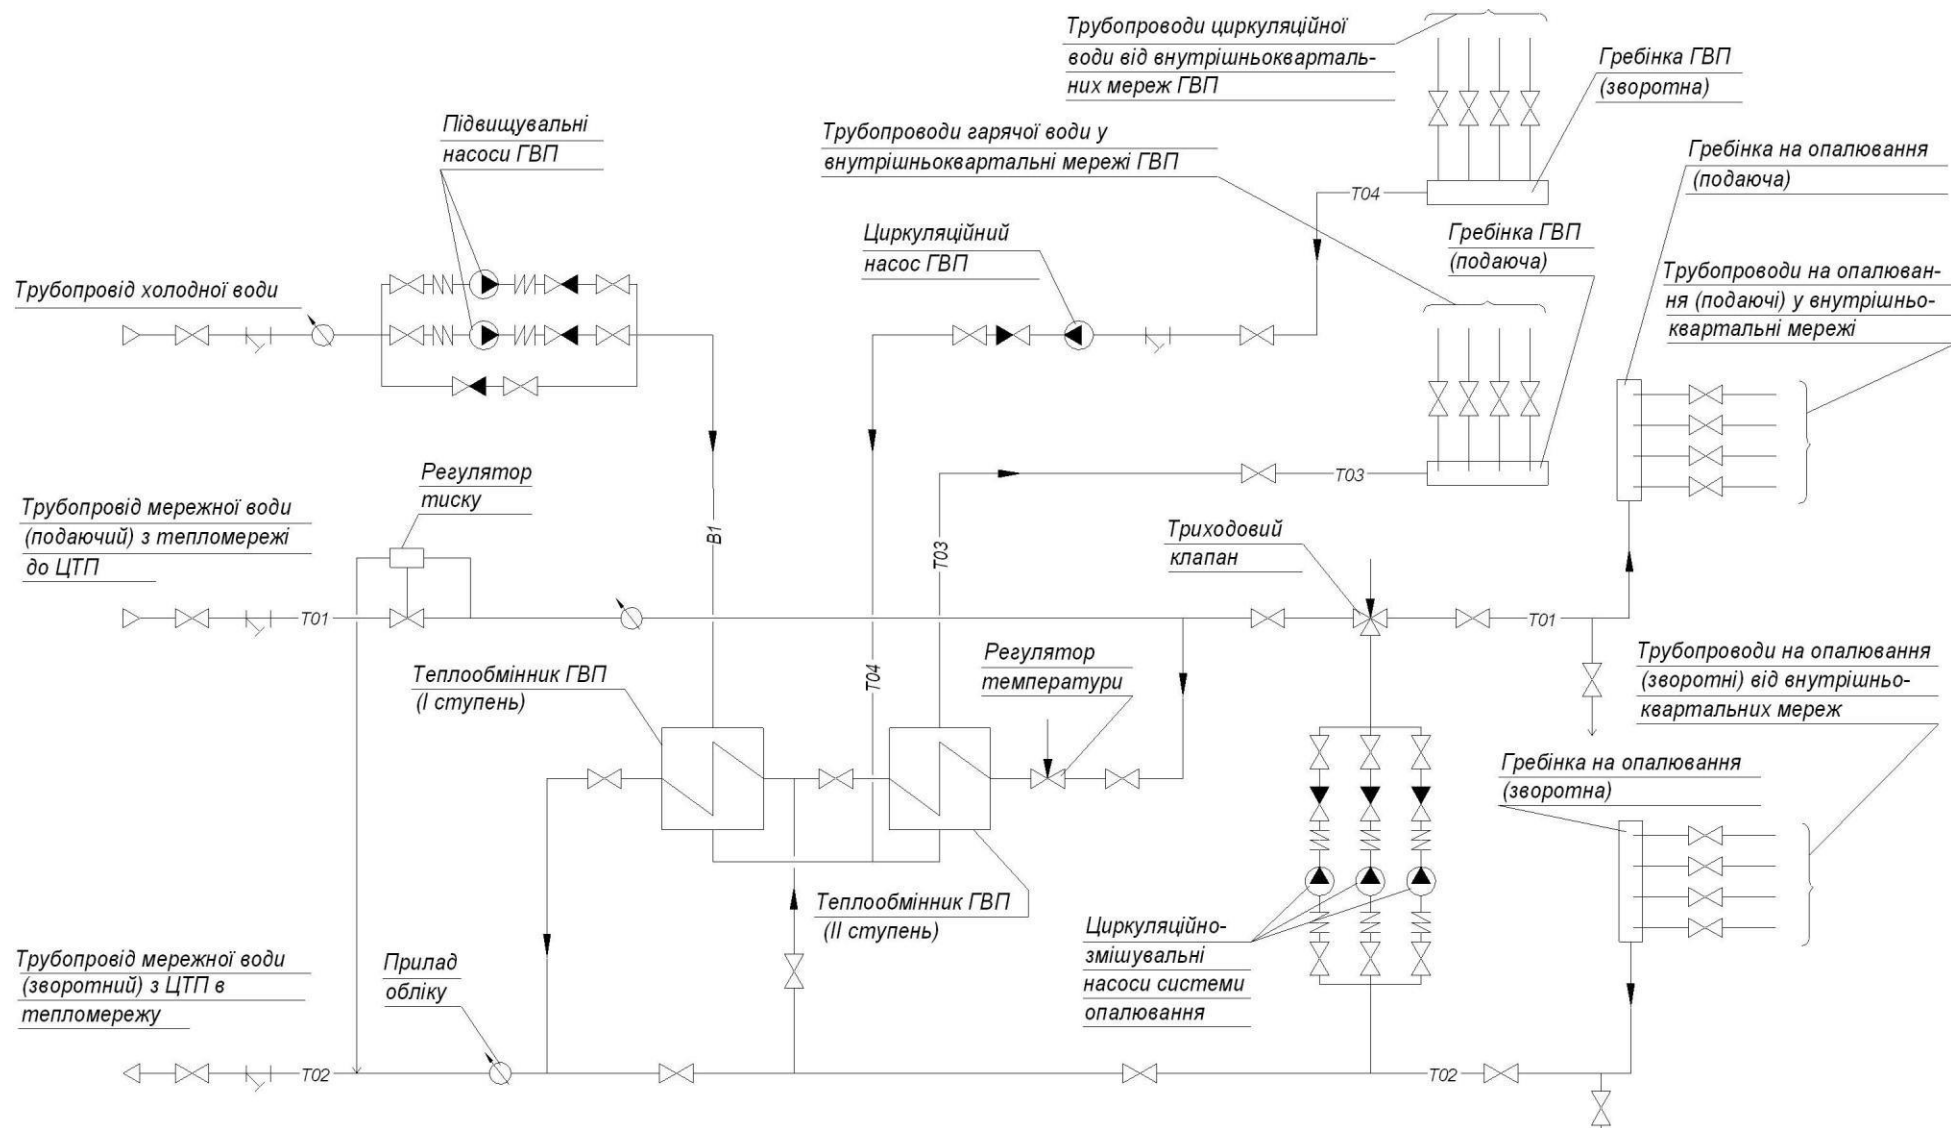 Трубопроводи циркуляційної
води від внутрішньокварталь-
них мереж ГВП
Гребінка ГВП
(зворотна)
Підвищувальні
насоси ГВП
Трубопроводи гарячої води у
внутрішньоквартальні мережі ГВП
Гребінка на опалювання
(подаюча)
Т04
Циркуляційний
насос ГВП
Гребінка ГВП
(подаюча)
Трубопроводи на опалюван-
ня (подаючі) у внутрішньо-
квартальні мережі
Трубопровід холодної води
Регулятор
тиску
Т03
Трубопровід мережної води
(подаючий) з тепломережі
до ЦТП
В1
Т03
Триходовий
клапан
Т01
Т01
Т04
Теплообмінник ГВП
(І ступень)
Регулятор
температури
Трубопроводи на опалювання
(зворотні) від внутрішньо-
квартальних мереж
Гребінка на опалювання
(зворотна)
Теплообмінник ГВП
(ІІ ступень)
Циркуляційно-
змішувальні
насоси системи
опалювання
Трубопровід мережної води
(зворотний) з ЦТП в
тепломережу
Прилад
обліку
Т02
Т02